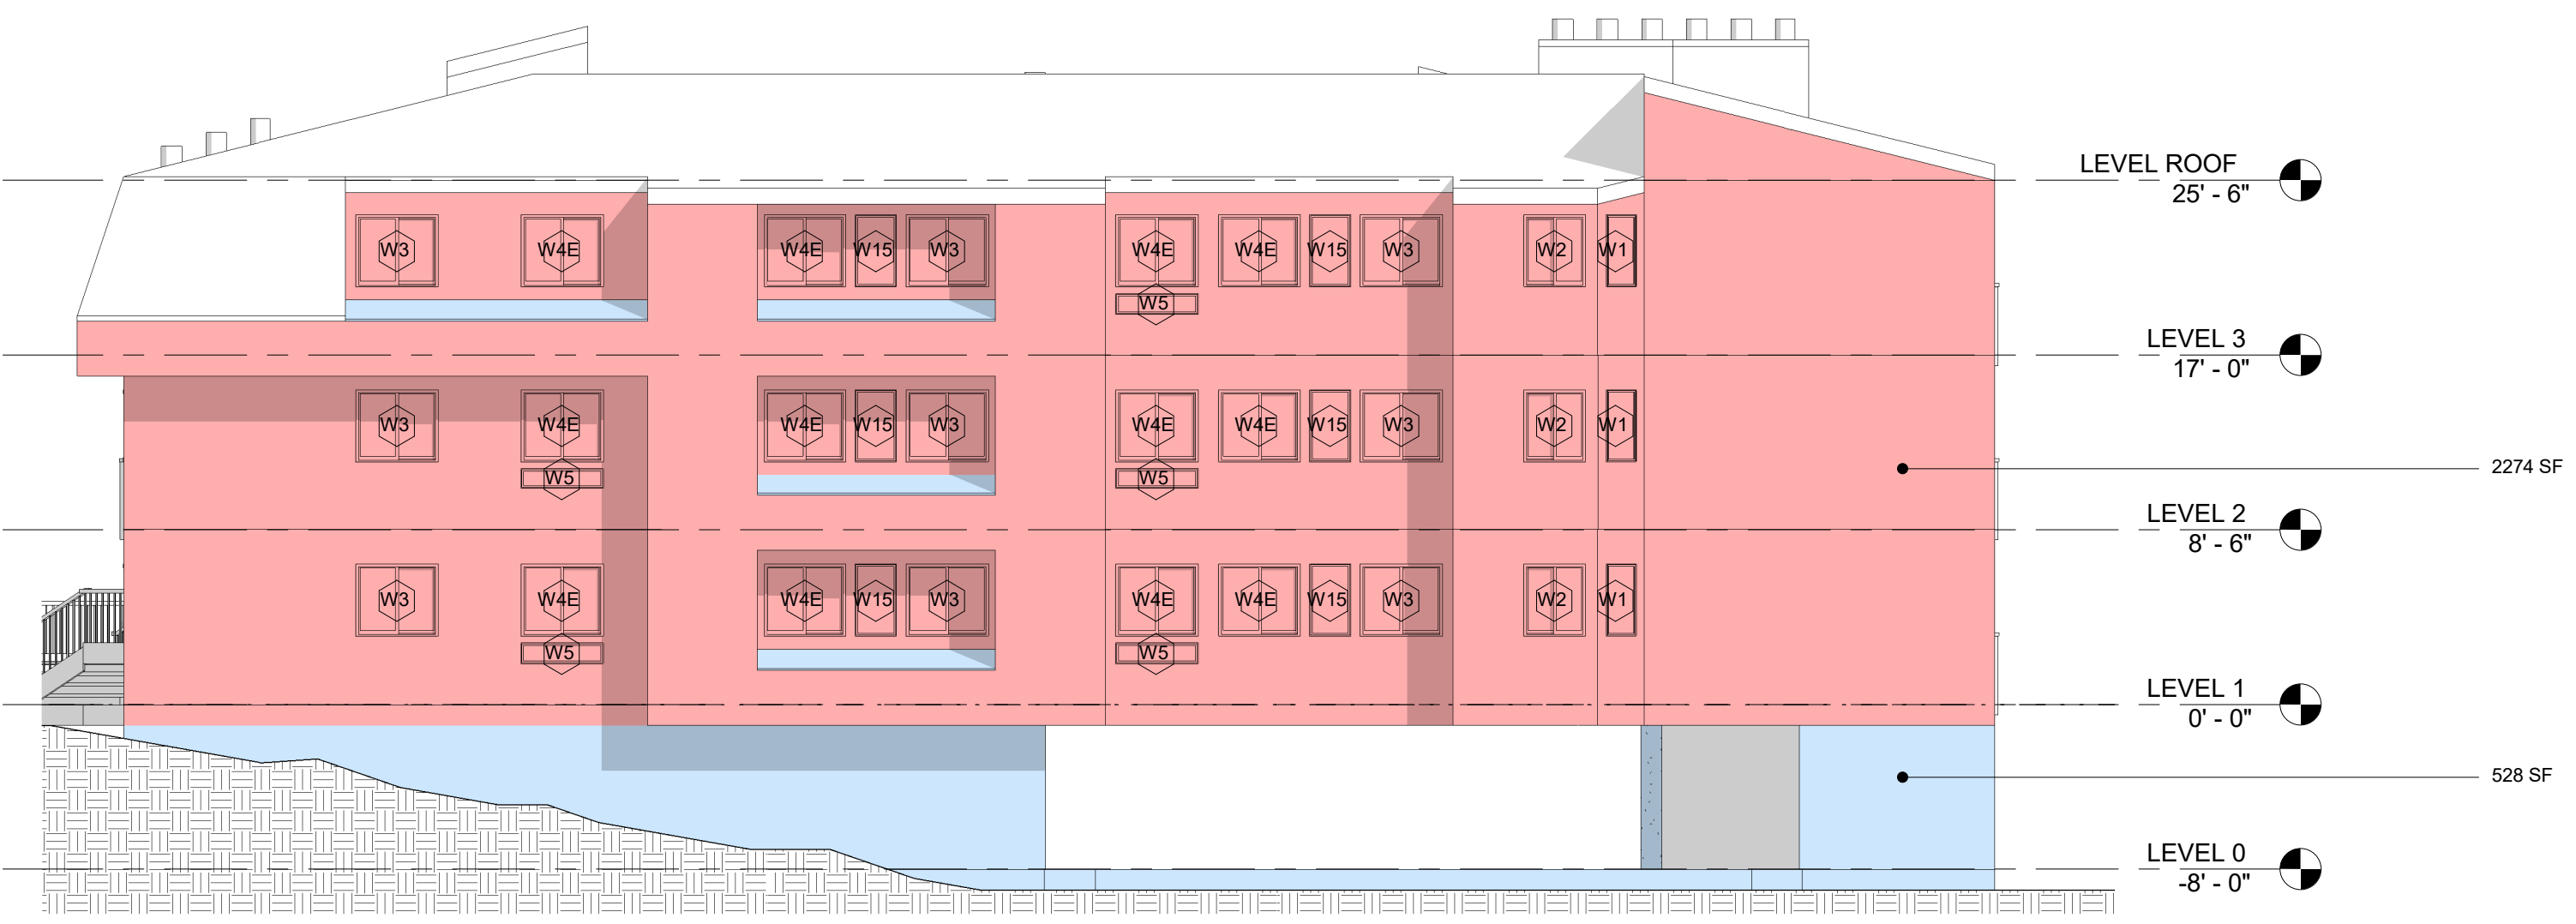 LEVEL ROOF
25' - 6"
W3 W4E W4E W15 W3 W4E W4E W15 W3 W2 W1
W5
LEVEL 3
17' - 0"
W3 W4E W4E W15 W3 W4E W4E W15 W3 W2 W1
2274 SF
W5 W5
LEVEL 2
8' - 6"
W3 W4E W4E W15 W3 W4E W4E W15 W3 W2 W1
W5 W5
LEVEL 1
0' - 0"
528 SF
LEVEL 0
-8' - 0"